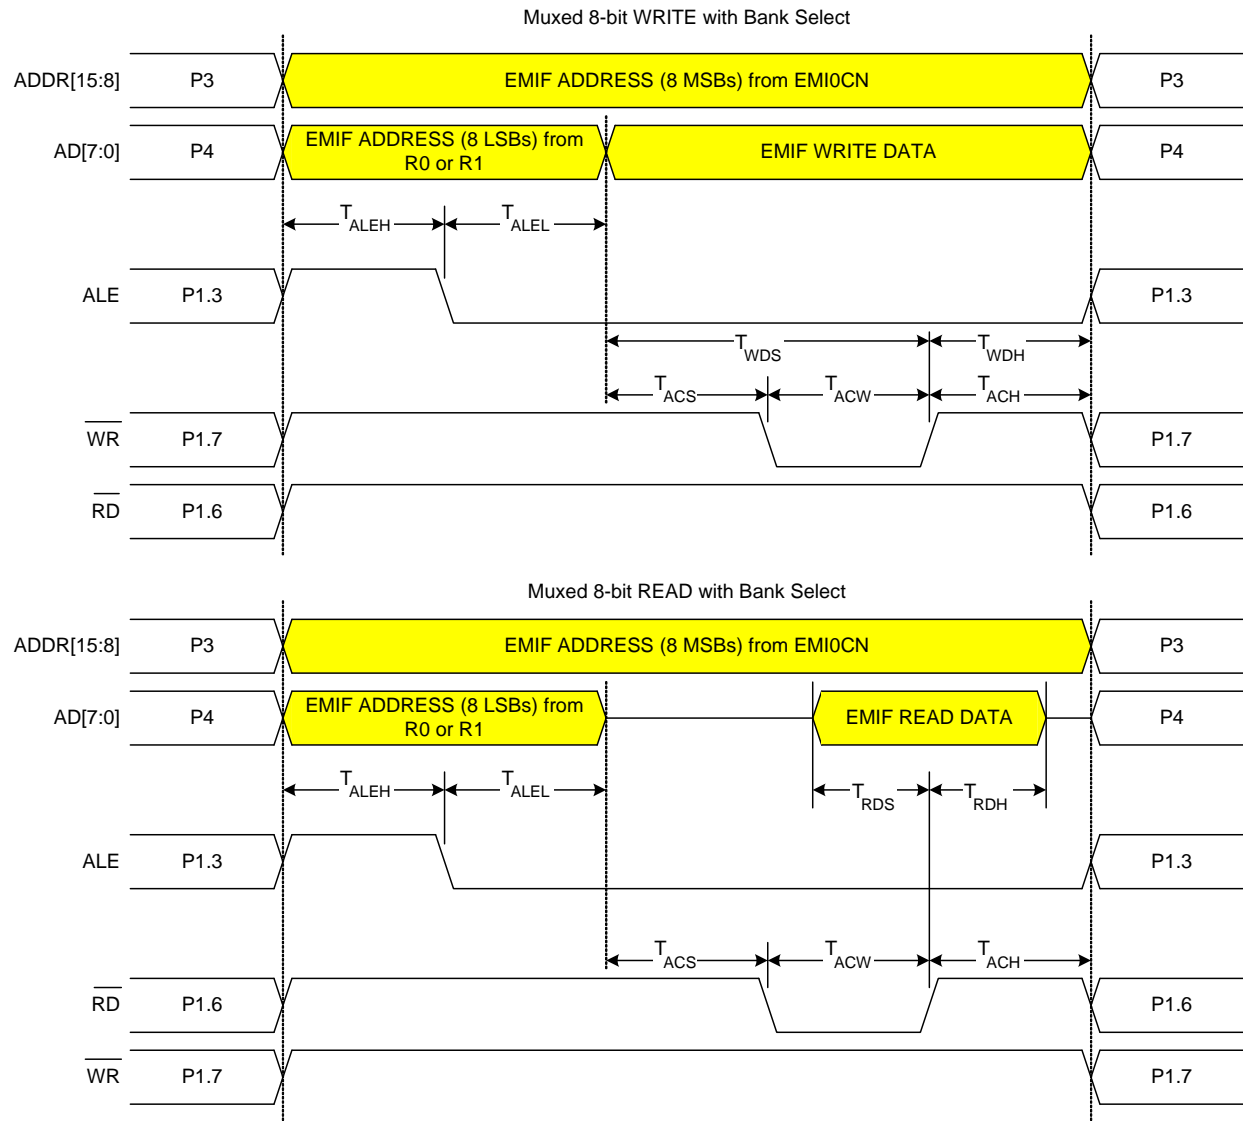 Muxed 8-bit WRITE with Bank Select
ADDR[15:8] P3 EMIF ADDRESS (8 MSBs) from EMI0CN P3
AD[7:0] P4 EMIF ADDRESS (8 LSBs) from R0 or R1 EMIF WRITE DATA P4
TALEH TALEL
ALE P1.3 P1.3
TWDS TWDH
TACS TACW TACH
WR P1.7 P1.7
RD P1.6 P1.6
Muxed 8-bit READ with Bank Select
ADDR[15:8] P3 EMIF ADDRESS (8 MSBs) from EMI0CN P3
AD[7:0] P4 EMIF ADDRESS (8 LSBs) from R0 or R1 EMIF READ DATA P4
TALEH TALEL TRDS TRDH
ALE P1.3 P1.3
TACS TACW TACH
RD P1.6 P1.6
WR P1.7 P1.7